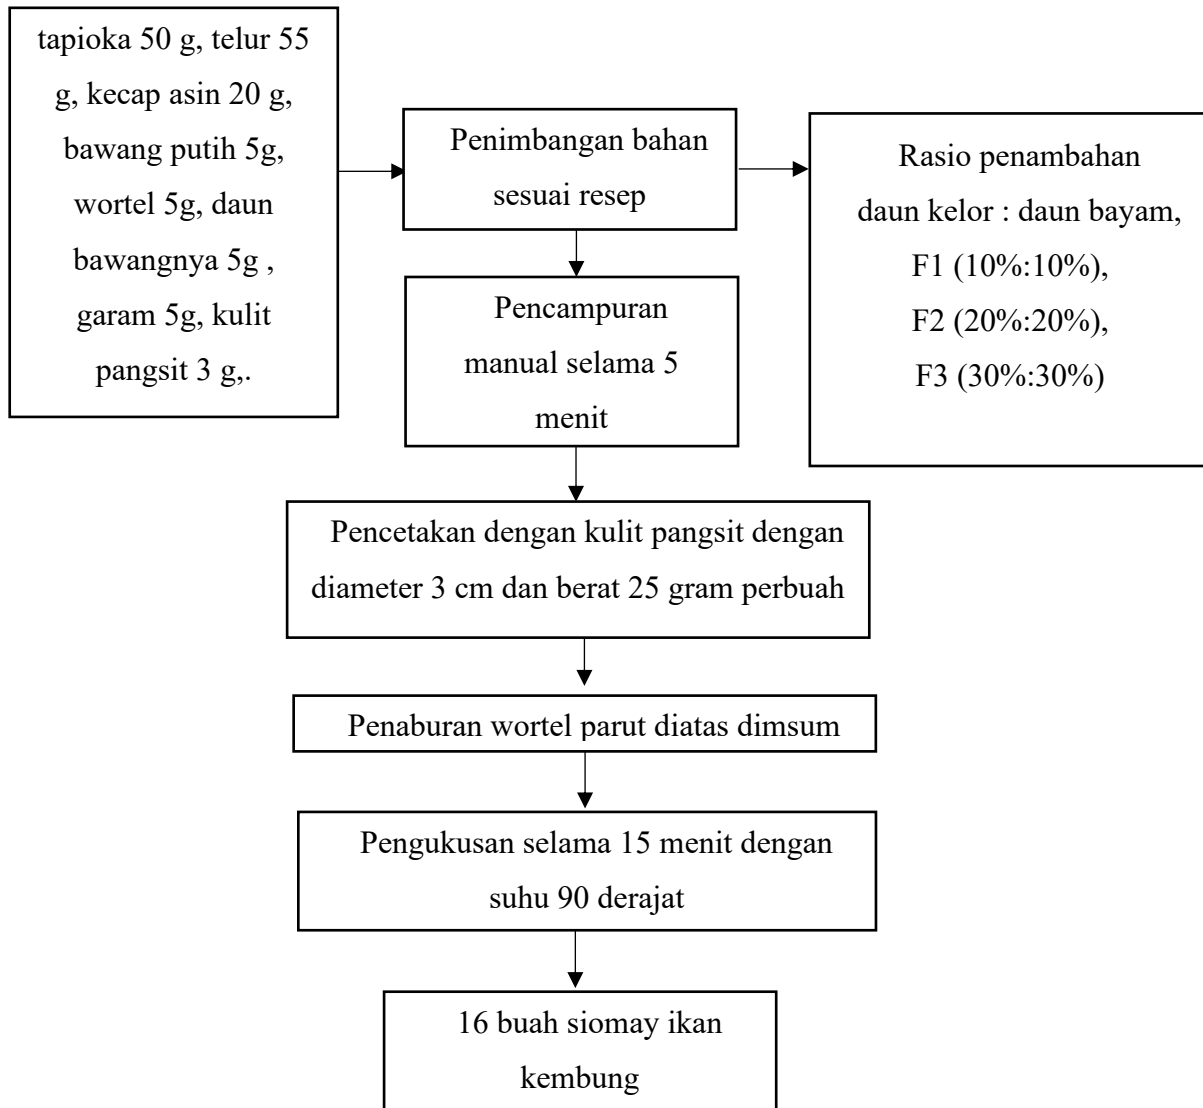 tapioka 50 g, telur 55
g, kecap asin 20 g,
bawang putih 5g,
wortel 5g, daun
bawangnya 5g ,
garam 5g, kulit
pangsit 3 g,.
Penimbangan bahan
sesuai resep
Rasio penambahan
daun kelor : daun bayam,
F1 (10%:10%),
F2 (20%:20%),
F3 (30%:30%)
Pencampuran
manual selama 5
menit
Pencetakan dengan kulit pangsit dengan
diameter 3 cm dan berat 25 gram perbuah
Penaburan wortel parut diatas dimsum
Pengukusan selama 15 menit dengan
suhu 90 derajat
16 buah siomay ikan
kembung